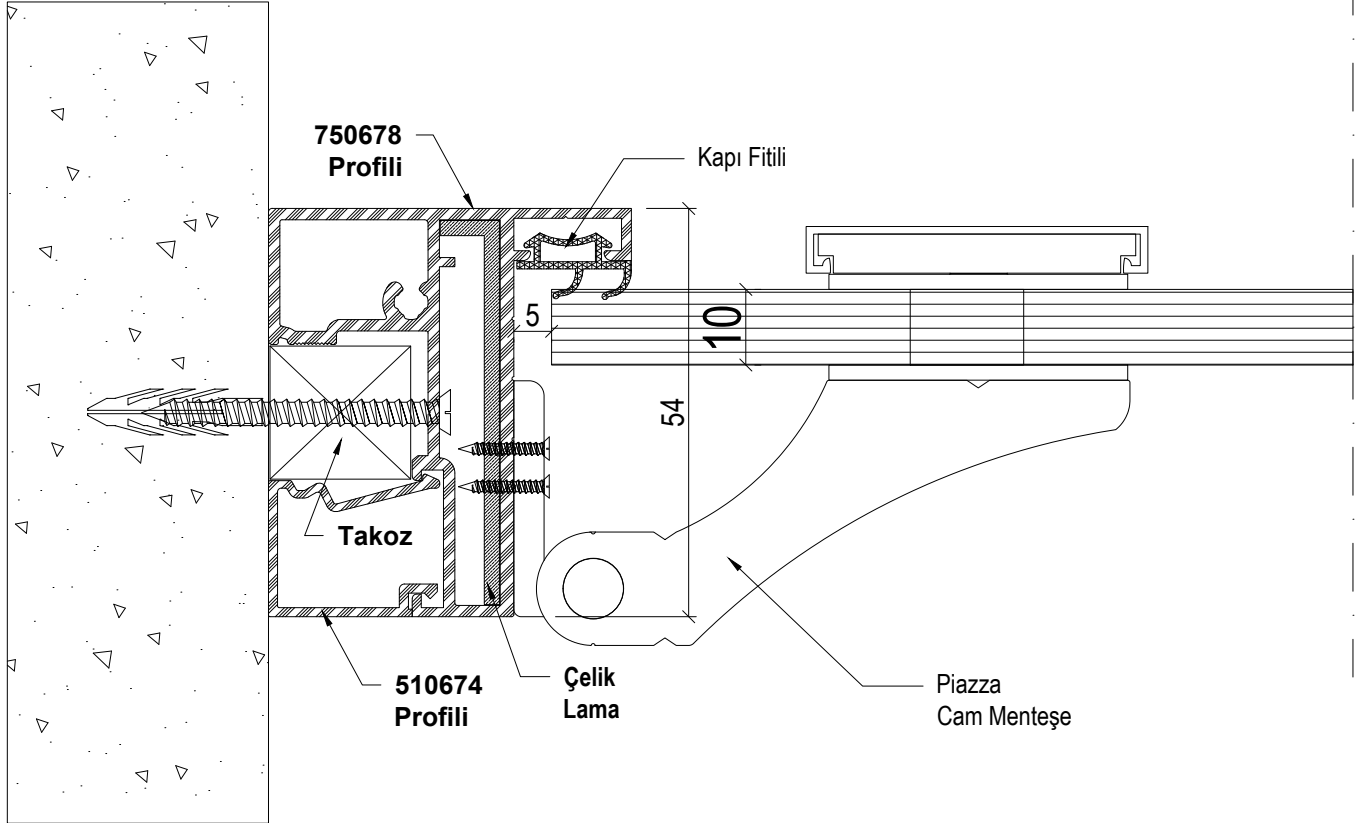 750678
Profili
Kapı Fitili
5
10
54
Takoz
510674
Profili
Çelik
Lama
Piazza
Cam Menteşe